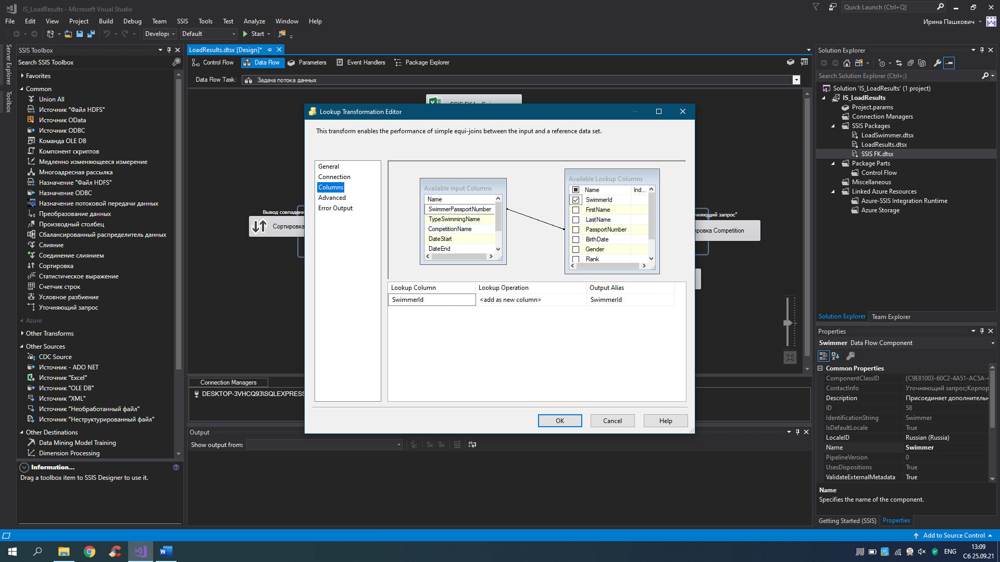 IS_LoadResults - Microsoft Visual Studio
Quick Launch (Ctrl+Q)
File Edit View Project Build Debug Team SSIS Tools Test Analyze Window Help
Ирина Пашкович
Developı Default Start
Server Explorer
Toolbox
SSIS Toolbox
Search SSIS Toolbox
Favorites
Common
Union All
Источник "Файл HDFS"
Источник OData
Источник ODBC
Команда OLE DB
Компонент скриптов
Медленно изменяющееся измерение
Многоадресная рассылка
Назначение "Файл HDFS"
Назначение ODBC
Назначение потоковой передачи данных
Преобразование данных
Производный столбец
Сбалансированный распределитель данных
Слияние
Соединение слиянием
Сортировка
Статистическое выражение
Счетчик строк
Условное разбиение
Уточняющий запрос
Azure
Other Transforms
Other Sources
CDC Source
Источник - ADO NET
Источник "Excel"
Источник "OLE DB"
Источник "XML"
Источник "Необработанный файл"
Источник "Неструктурированный файл"
Other Destinations
Data Mining Model Training
Dimension Processing
Information...
Drag a toolbox item to SSIS Designer to use it.
LoadResults.dtsx [Design]*
Control Flow Data Flow Parameters Event Handlers Package Explorer
Data Flow Task: Задача потока данных
Вывод совпадени
Сортировка
няющий запрос"
ровка Competition
Lookup Transformation Editor
This transform enables the performance of simple equi-joins between the input and a reference data set.
General
Connection
Columns
Advanced
Error Output
Available Input Columns
Name
SwimmerPassportNumber
TypeSwimmingName
CompetitionName
DateStart
DateEnd
Available Lookup Columns
Name Ind...
SwimmerId
FirstName
LastName
PassportNumber
BirthDate
Gender
Rank
Lookup Column Lookup Operation Output Alias
SwimmerId <add as new column> SwimmerId
OK Cancel Help
Connection Managers
DESKTOP-3VHCQ93\SQLEXPRESS
Output
Show output from:
Solution Explorer
Search Solution Explorer (Ctrl+;)
Solution 'IS_LoadResults' (1 project)
IS_LoadResults
Project.params
Connection Managers
SSIS Packages
LoadSwimmer.dtsx
LoadResults.dtsx
SSIS FK.dtsx
Package Parts
Control Flow
Miscellaneous
Linked Azure Resources
Azure-SSIS Integration Runtime
Azure Storage
Solution Explorer Team Explorer
Properties
Swimmer Data Flow Component
Common Properties
ComponentClassID {C9E81003-60C2-4A51-AC5A-4
ContactInfo Уточняющий запрос;Корпор
Description Присоединяет дополнительн
ID 58
IdentificationString Swimmer
IsDefaultLocale True
LocaleID Russian (Russia)
Name Swimmer
PipelineVersion 0
UsesDispositions True
ValidateExternalMetadata True
Name
Specifies the name of the component.
Getting Started (SSIS) Properties
Add to Source Control
ENG
13:09
Сб 25.09.21